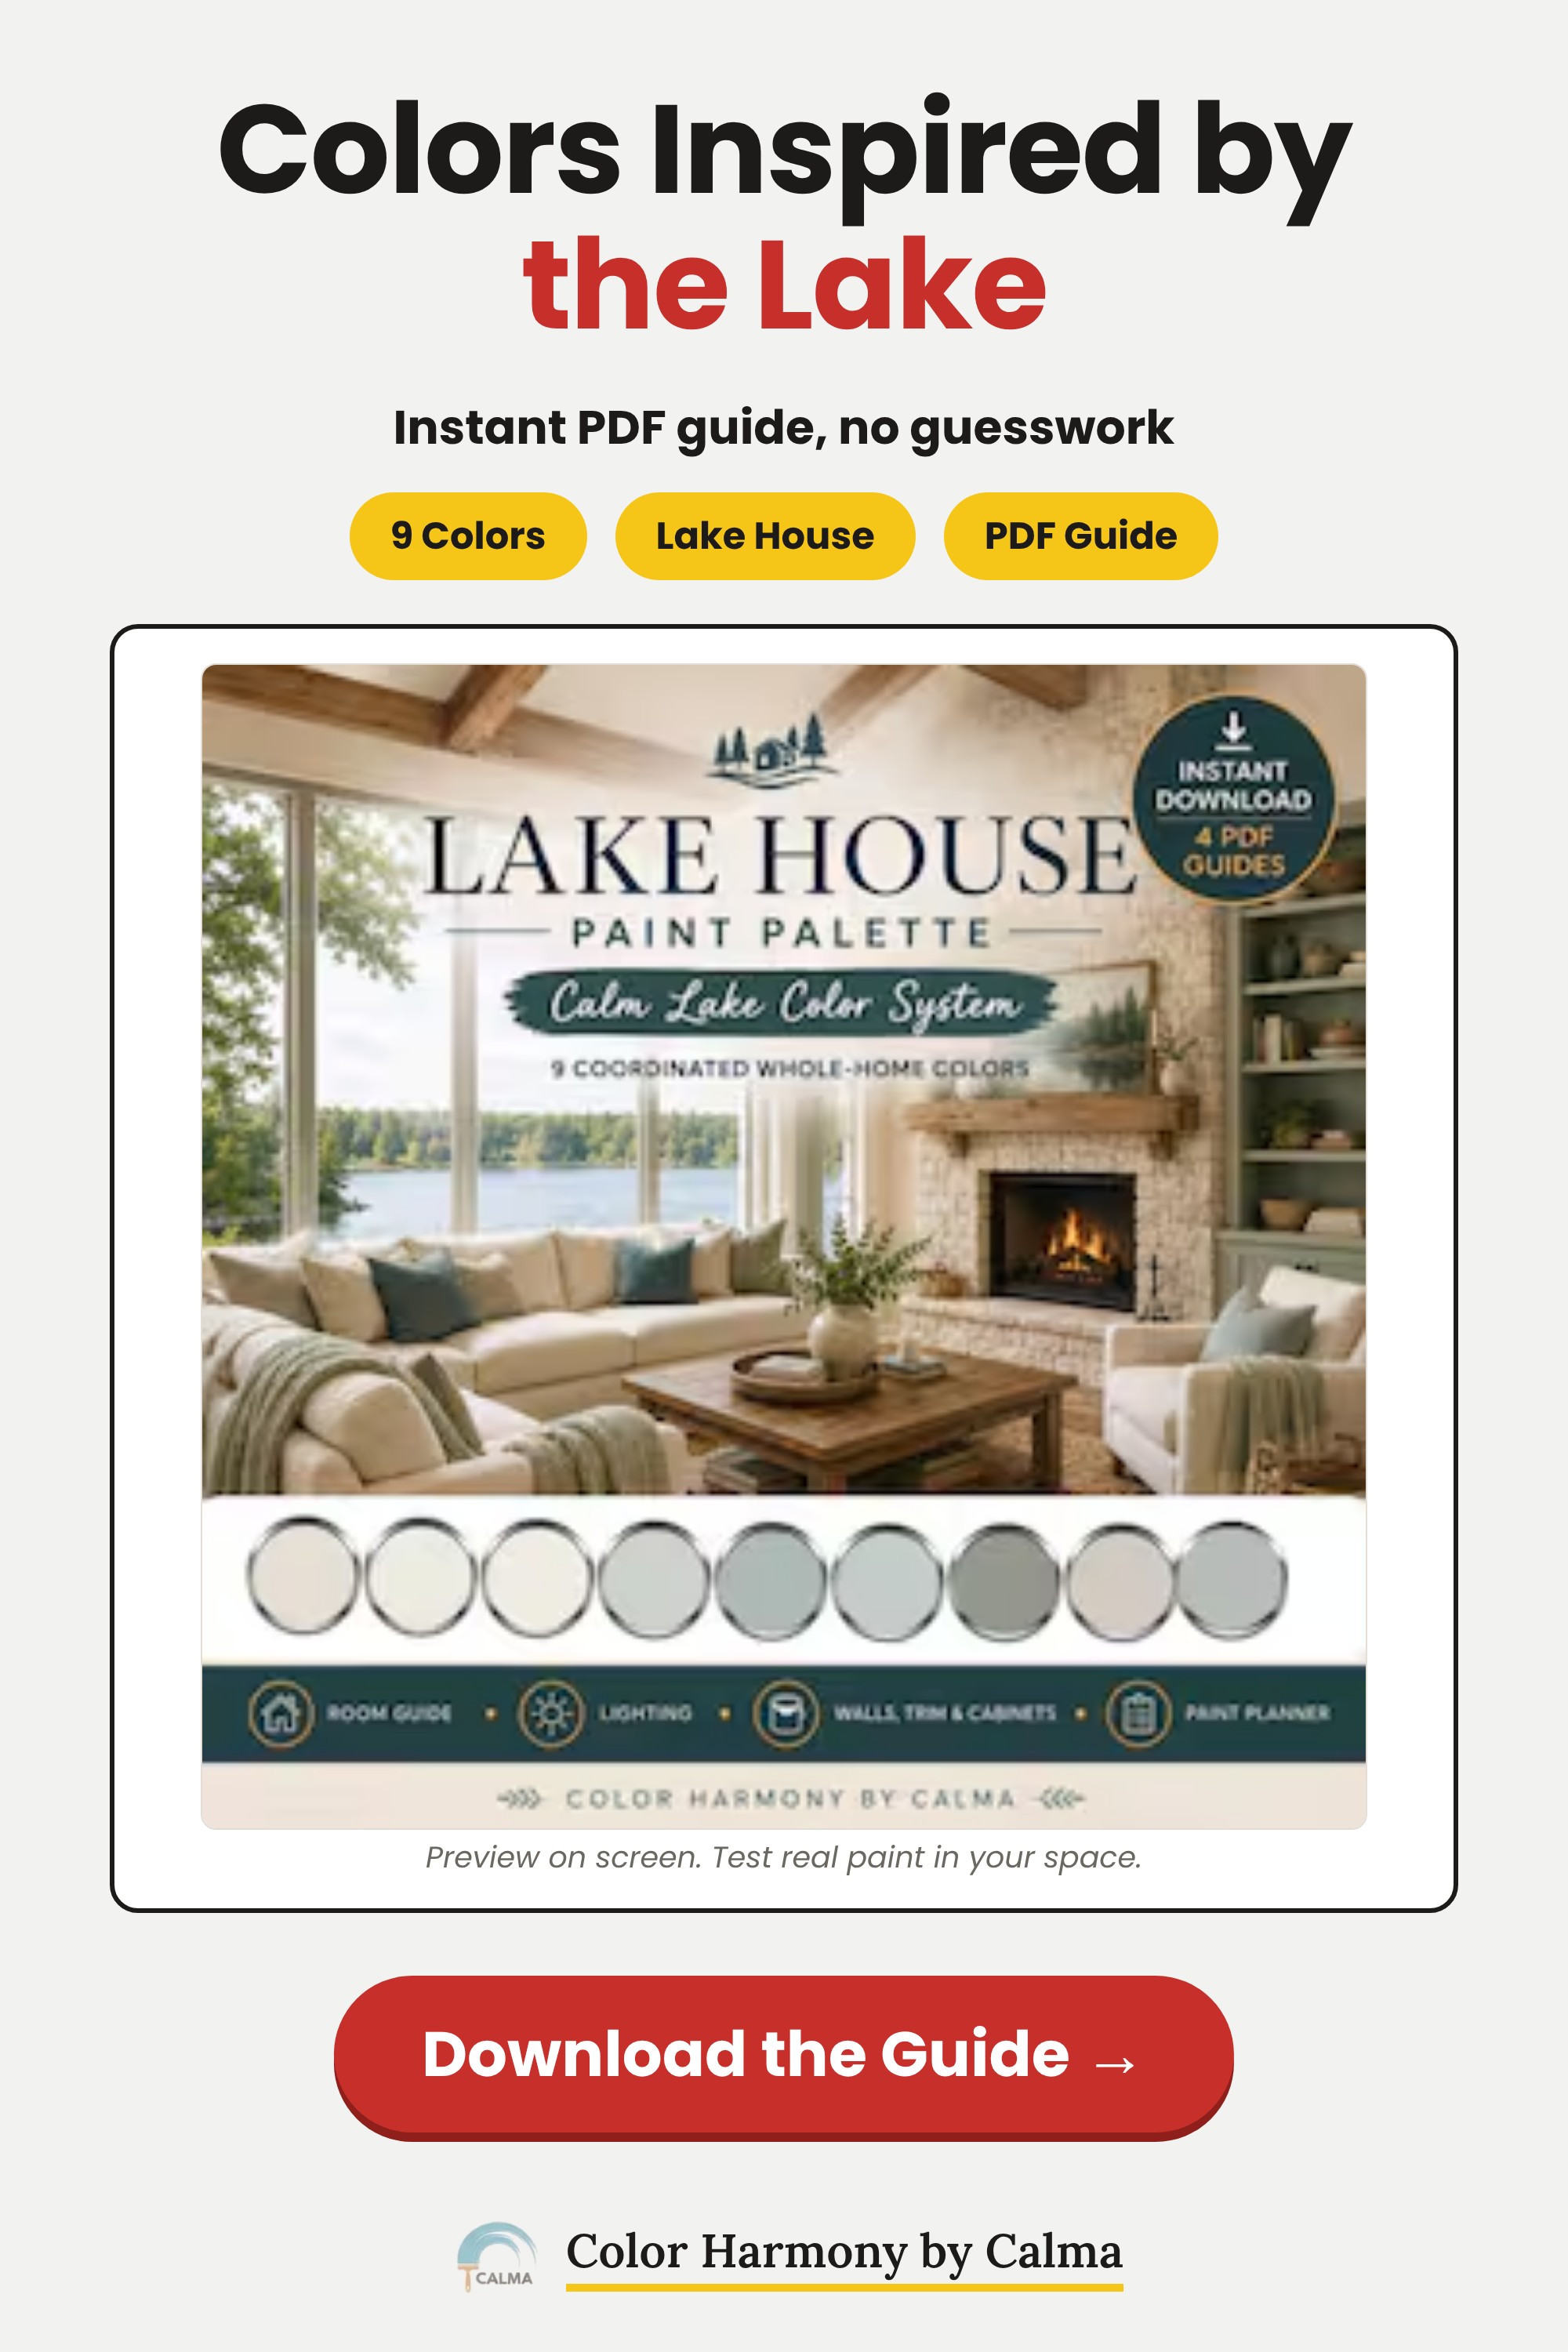 Colors Inspired by
the Lake
Instant PDF guide, no guesswork
9 Colors
Lake House
PDF Guide
INSTANT
DOWNLOAD
4 PDF
GUIDES
LAKE HOUSE
PAINT PALETTE
Calm Lake Color System
9 COORDINATED WHOLE-HOME COLORS
ROOM GUIDE • LIGHTING • WALLS, TRIM & CABINETS • PAINT PLANNER
COLOR HARMONY BY CALMA
Preview on screen. Test real paint in your space.
Download the Guide →
CALMA
Color Harmony by Calma